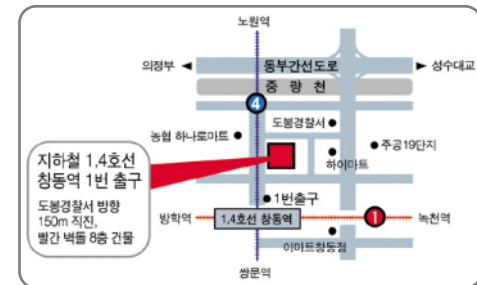 노원역
의정부
동부간선도로
성수대교
중 량 천
4
도봉경찰서
농협 하나로마트
주공19단지
하이마트
지하철 1,4호선
창동역 1번 출구
도봉경찰서 방향
150m 직진,
빨간 벽돌 8층 건물
1번출구
방학역
1,4호선 창동역
1
녹천역
이마트창동점
쌍문역